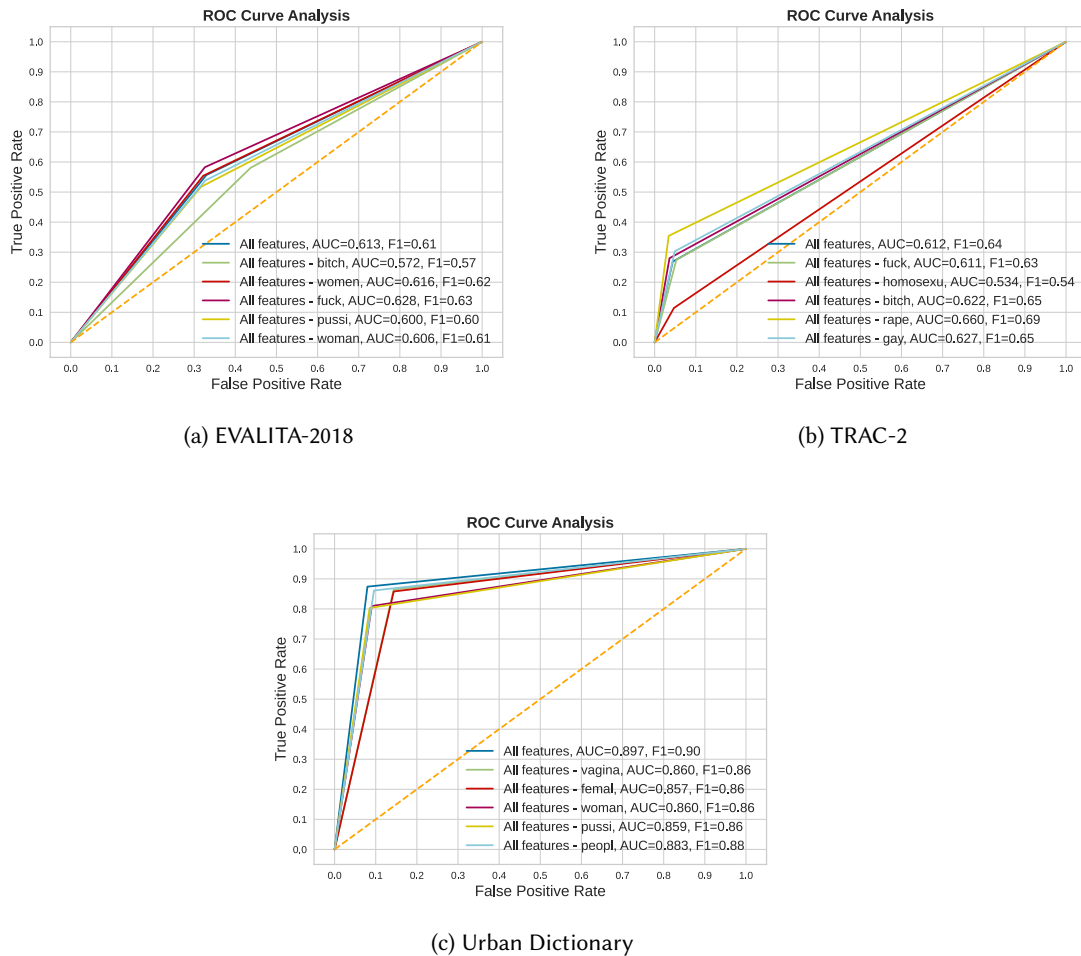 ROC Curve Analysis
True Positive Rate
1.0
0.9
0.8
0.7
0.6
0.5
0.4
0.3
0.2
0.1
0.0
All features, AUC=0.613, F1=0.61
All features - bitch, AUC=0.572, F1=0.57
All features - women, AUC=0.616, F1=0.62
All features - fuck, AUC=0.628, F1=0.63
All features - pussi, AUC=0.600, F1=0.60
All features - woman, AUC=0.606, F1=0.61
0.0 0.1 0.2 0.3 0.4 0.5 0.6 0.7 0.8 0.9 1.0
False Positive Rate
(a) EVALITA-2018
ROC Curve Analysis
True Positive Rate
1.0
0.9
0.8
0.7
0.6
0.5
0.4
0.3
0.2
0.1
0.0
All features, AUC=0.612, F1=0.64
All features - fuck, AUC=0.611, F1=0.63
All features - homosexu, AUC=0.534, F1=0.54
All features - bitch, AUC=0.622, F1=0.65
All features - rape, AUC=0.660, F1=0.69
All features - gay, AUC=0.627, F1=0.65
0.0 0.1 0.2 0.3 0.4 0.5 0.6 0.7 0.8 0.9 1.0
False Positive Rate
(b) TRAC-2
ROC Curve Analysis
True Positive Rate
1.0
0.9
0.8
0.7
0.6
0.5
0.4
0.3
0.2
0.1
0.0
All features, AUC=0.897, F1=0.90
All features - vagina, AUC=0.860, F1=0.86
All features - femal, AUC=0.857, F1=0.86
All features - woman, AUC=0.860, F1=0.86
All features - pussi, AUC=0.859, F1=0.86
All features - peopl, AUC=0.883, F1=0.88
0.0 0.1 0.2 0.3 0.4 0.5 0.6 0.7 0.8 0.9 1.0
False Positive Rate
(c) Urban Dictionary